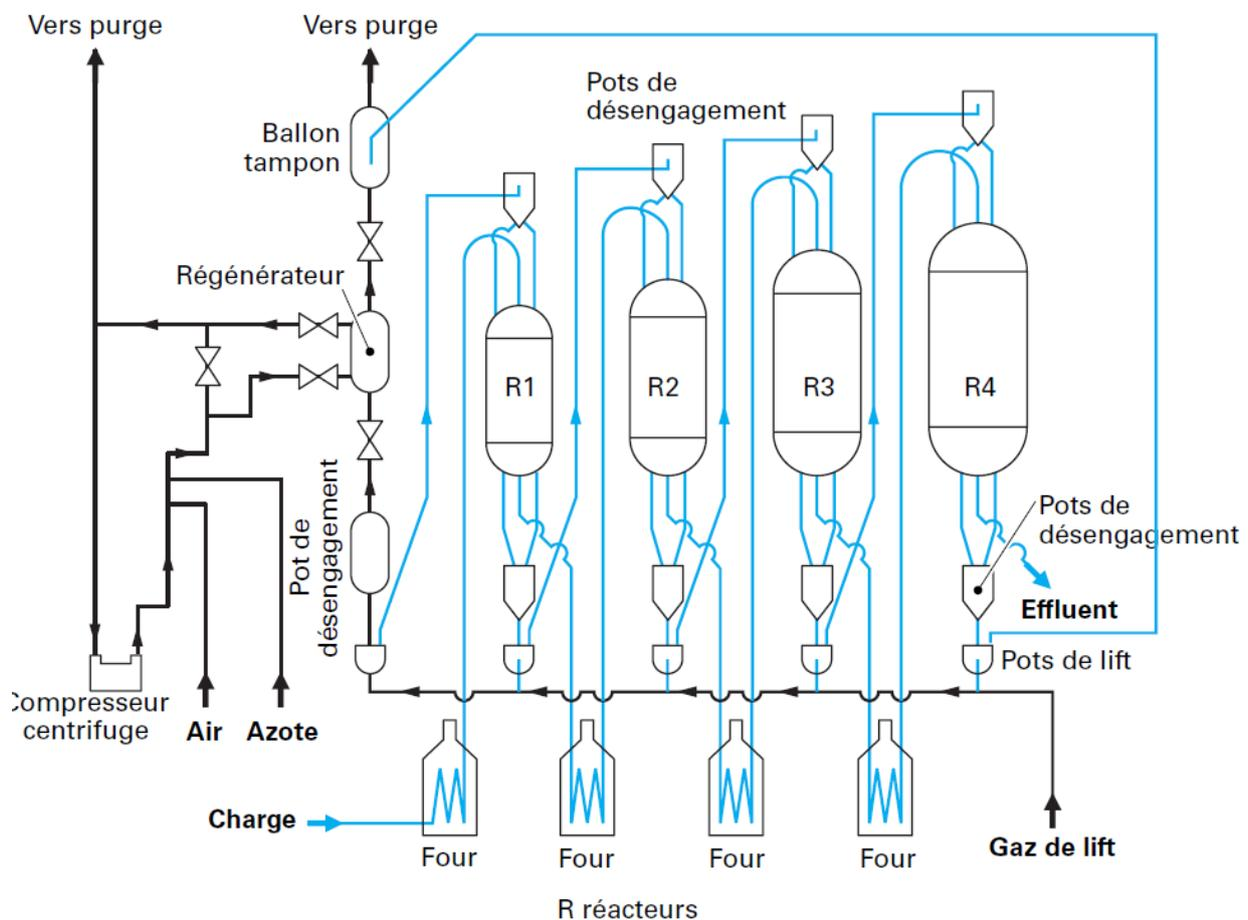 Vers purge
Vers purge
Pots de
désengagement
Ballon
tampon
Régénérateur
R1
R2
R3
R4
Pot de
désengagement
Pots de
désengagement
Effluent
Pots de lift
Compresseur
centrifuge
Air
Azote
Charge
Gaz de lift
Four
Four
Four
Four
R réacteurs